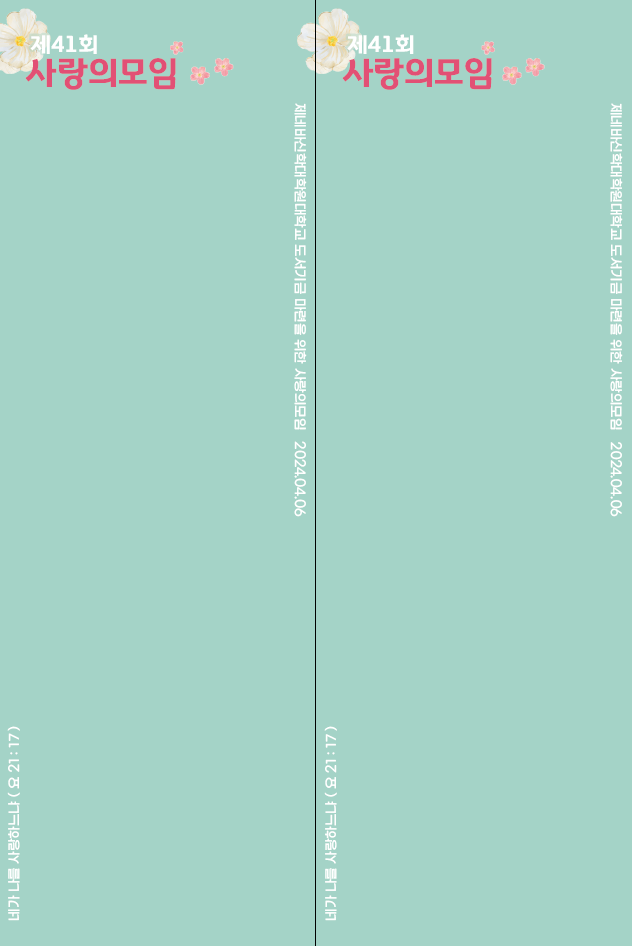 제41회
사랑의모임
제네바신학대학원대학교 도서기금 마련을 위한 사랑의모임 2024.04.06
네가 나를 사랑하느냐 ( 요 21 : 17 )
제41회
사랑의모임
제네바신학대학원대학교 도서기금 마련을 위한 사랑의모임 2024.04.06
네가 나를 사랑하느냐 ( 요 21 : 17 )